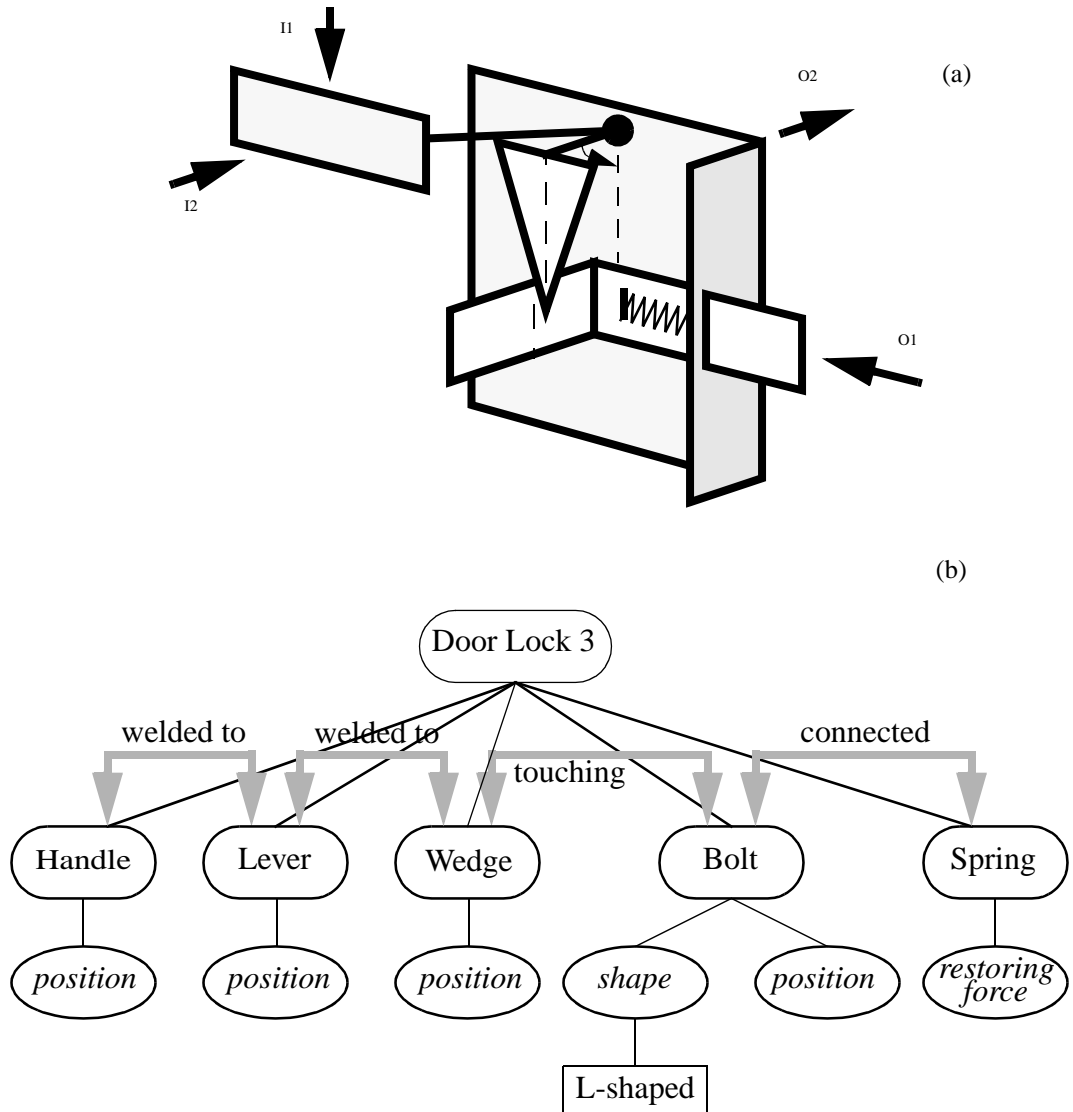 I1
O2
(a)
I2
O1
(b)
Door Lock 3
welded to
welded to
connected
touching
Handle
Lever
Wedge
Bolt
Spring
position
position
position
shape
position
restoring
force
L-shaped